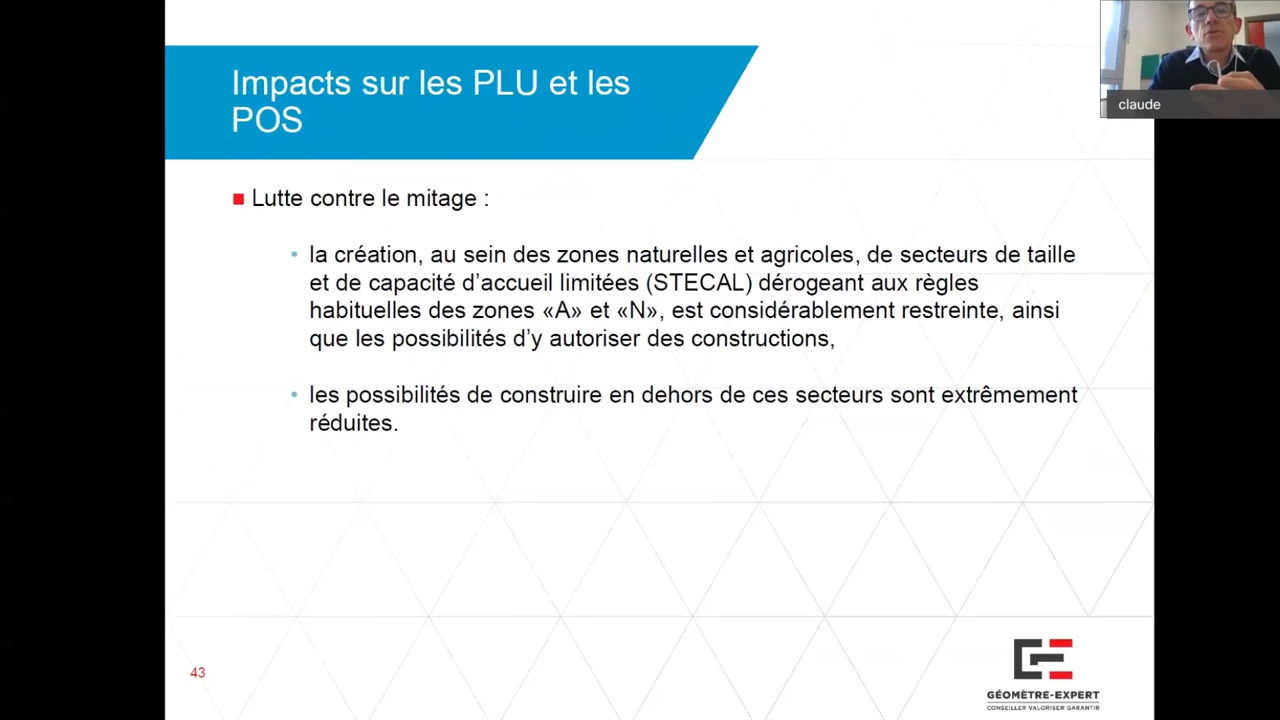 Impacts sur les PLU et les
POS
claude
Lutte contre le mitage :
la création, au sein des zones naturelles et agricoles, de secteurs de taille
et de capacité d’accueil limitées (STECAL) dérogeant aux règles
habituelles des zones «A» et «N», est considérablement restreinte, ainsi
que les possibilités d’y autoriser des constructions,
les possibilités de construire en dehors de ces secteurs sont extrêmement
réduites.
43
GÉOMÈTRE-EXPERT
CONSEILLER VALORISER GARANTIR